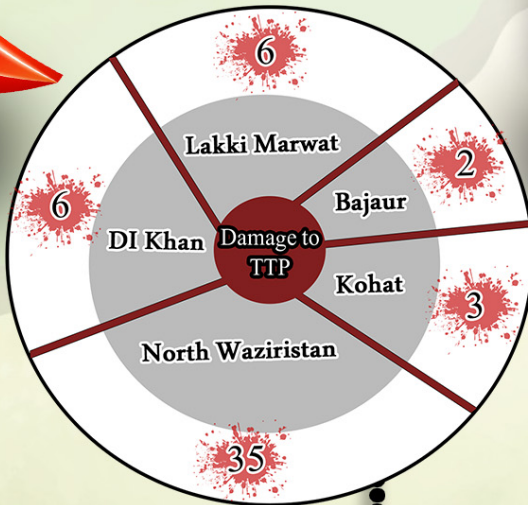 6
Lakki Marwat
2
Bajaur
6
DI Khan
Damage to
TTP
Kohat
3
North Waziristan
35